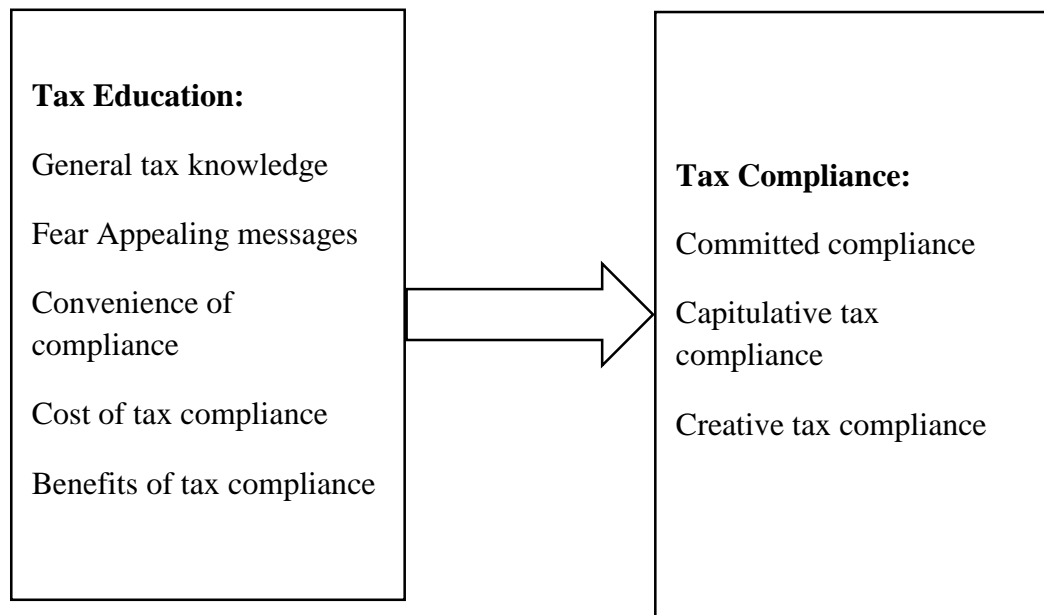 Tax Education:
General tax knowledge
Fear Appealing messages
Convenience of
compliance
Cost of tax compliance
Benefits of tax compliance
Tax Compliance:
Committed compliance
Capitulative tax
compliance
Creative tax compliance